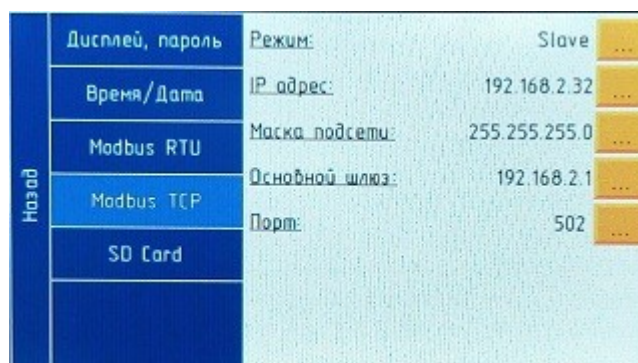 Назад
Дисплей, пароль
Время/Дата
Modbus RTU
Modbus TCP
SD Card
Режим: Slave ...
IP адрес: 192.168.2.32 ...
Маска подсети: 255.255.255.0 ...
Основной шлюз: 192.168.2.1 ...
Порт: 502 ...